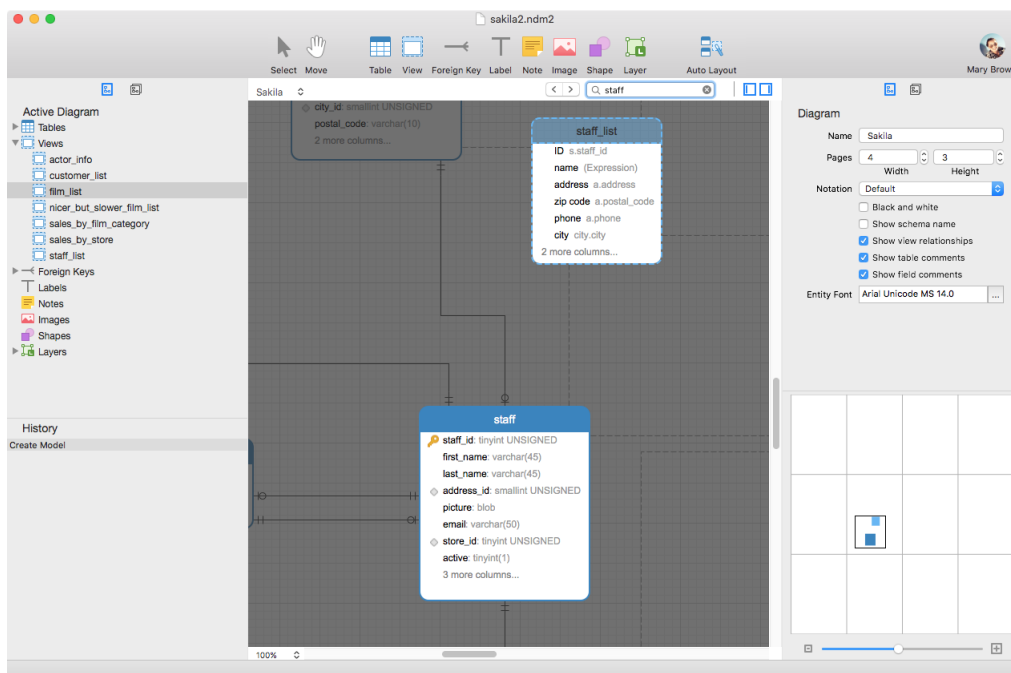 sakila2.ndm2
Select Move Table View Foreign Key Label Note Image Shape Layer Auto Layout Mary Brow
Active Diagram
Tables
Views
actor_info
customer_list
film_list
nicer_but_slower_film_list
sales_by_film_category
sales_by_store
staff_list
Foreign Keys
Labels
Notes
Images
Shapes
L
Layers
History
Create Model
Sakila
staff
city_id: smallint UNSIGNED
postal_code: varchar(10)
2 more columns...
staff_list
ID s.staff_id
name (Expression)
address a.address
zip code a.postal_code
phone a.phone
city city.city
2 more columns...
staff
staff_id: tinyint UNSIGNED
first_name: varchar(45)
last_name: varchar(45)
address_id: smallint UNSIGNED
picture: blob
email: varchar(50)
store_id: tinyint UNSIGNED
active: tinyint(1)
3 more columns...
100%
Diagram
Name Sakila
Pages 4 3
Width Height
Notation Default
Black and white
Show schema name
Show view relationships
Show table comments
Show field comments
Entity Font Arial Unicode MS 14.0 ...